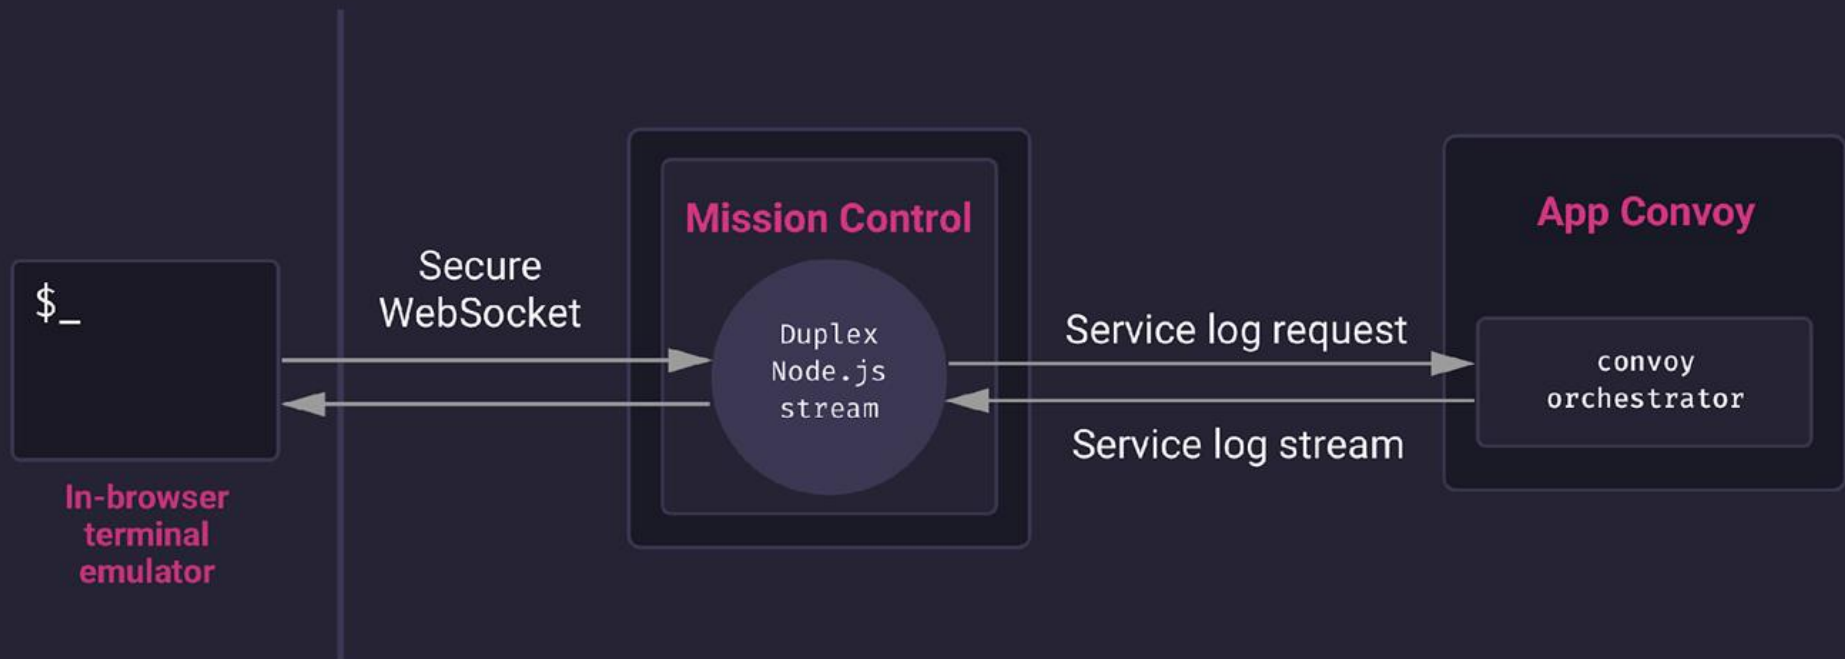 $_
In-browser
terminal
emulator
Secure
WebSocket
Mission Control
Duplex
Node.js
stream
Service log request
Service log stream
App Convoy
convoy
orchestrator